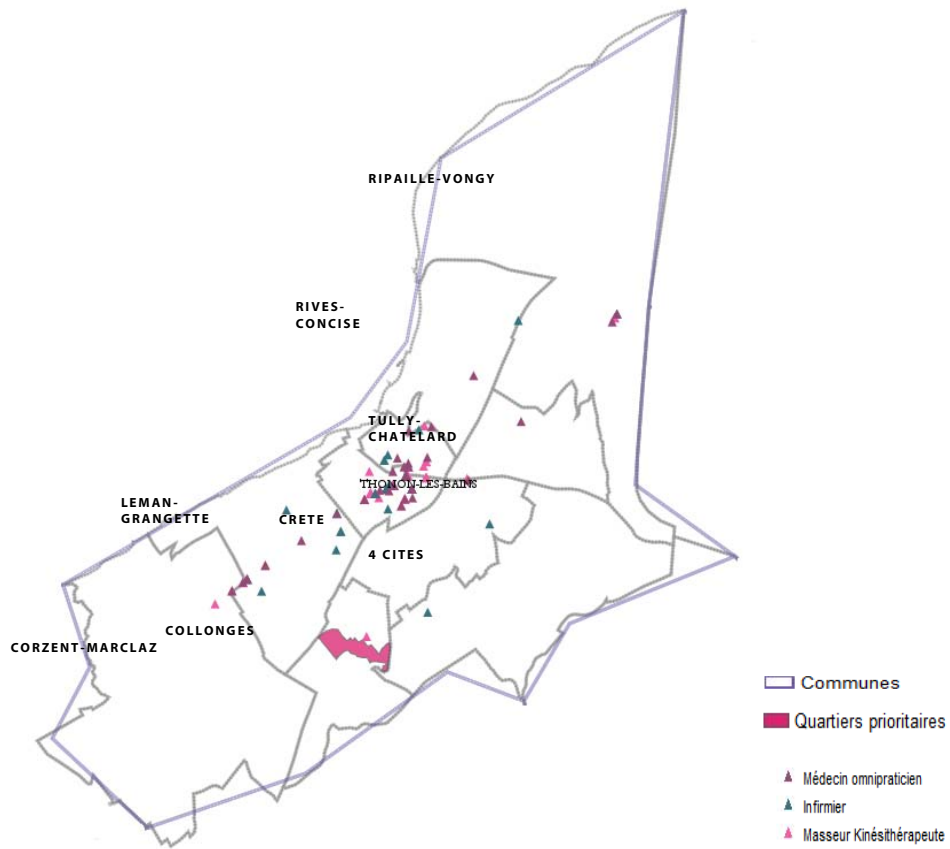 RIPAILLE-VONGY
RIVES-
CONCISE
TULLY-
CHATELARD
THONON-LES-BAINS
LEMAN-
GRANGETTE
CRETE
4 CITES
COLLONGES
CORZENT-MARCLAZ
Communes
Quartiers prioritaires
Médecin omnipraticien
Infirmier
Masseur Kinésithérapeute